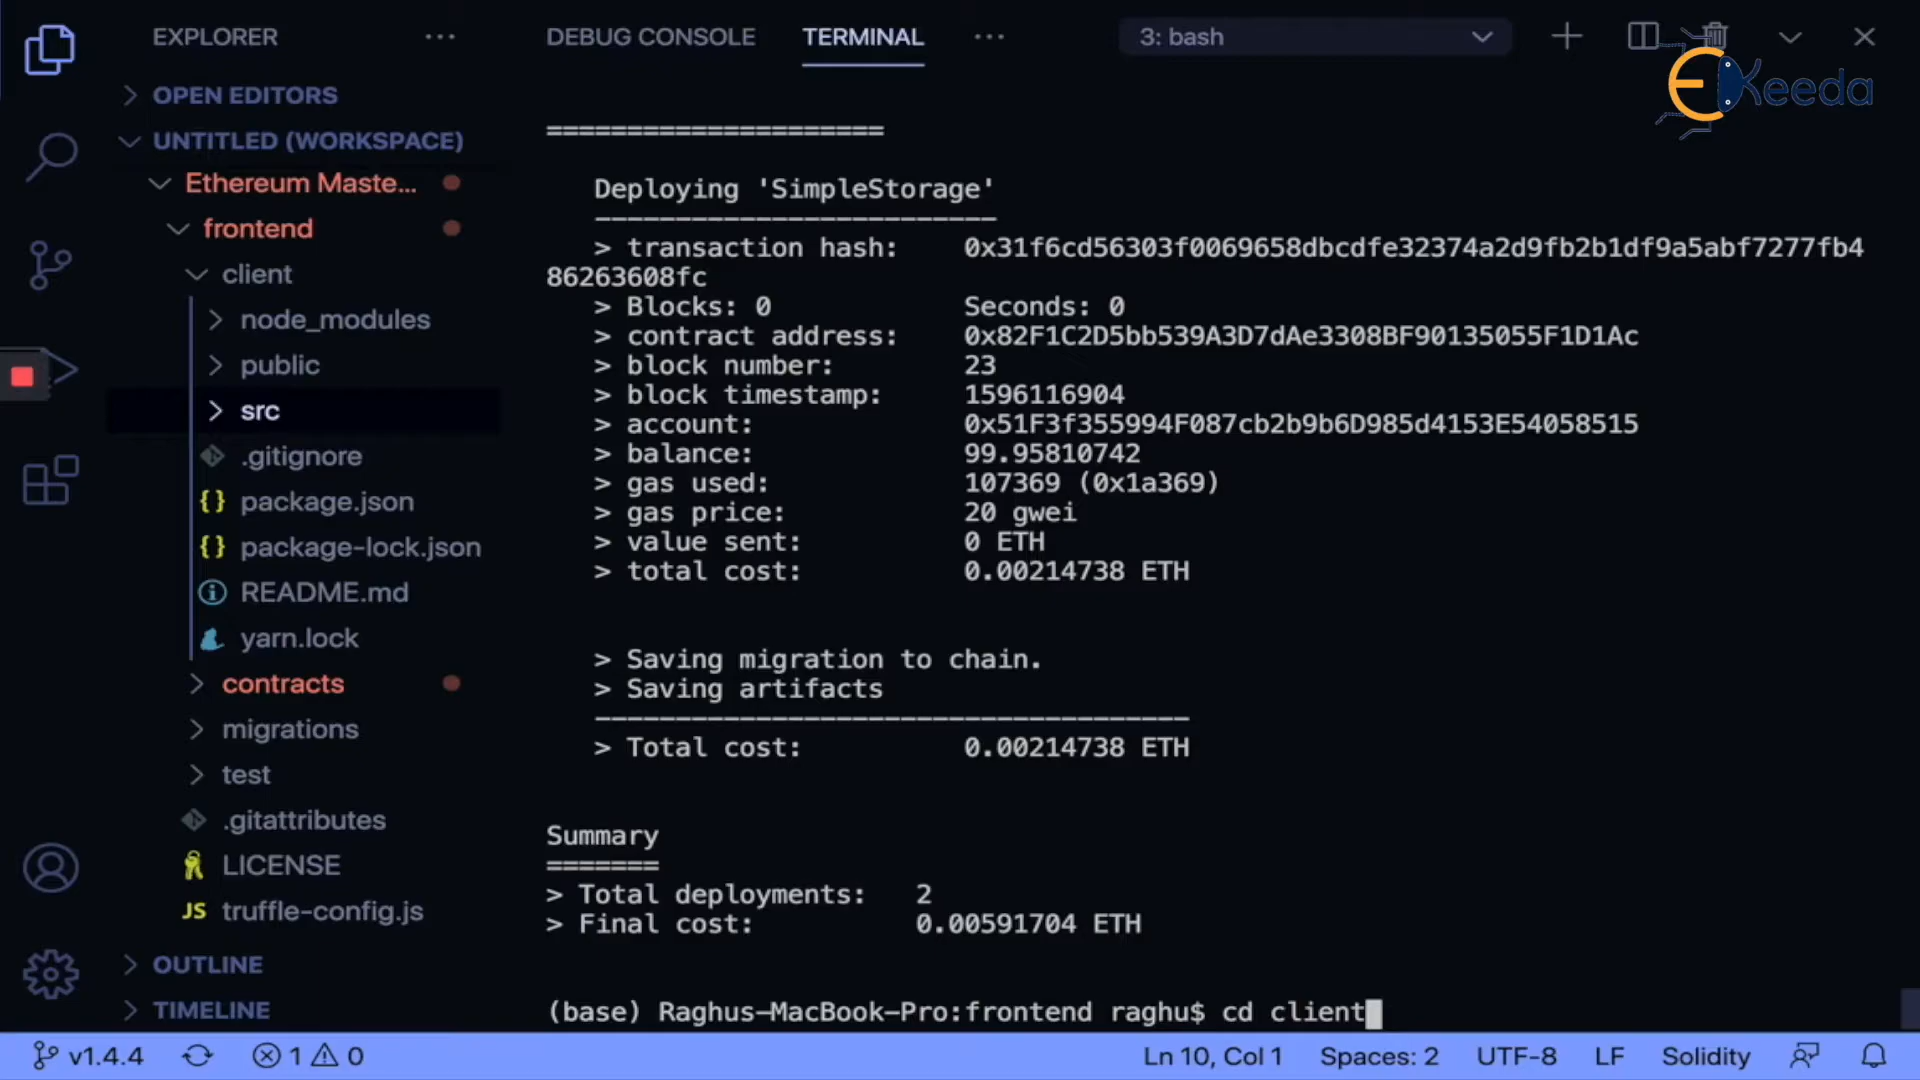 EXPLORER
DEBUG CONSOLE
TERMINAL
3: bash
EKeeda
OPEN EDITORS
UNTITLED (WORKSPACE)
Ethereum Maste...
frontend
client
node_modules
public
src
.gitignore
package.json
package-lock.json
README.md
yarn.lock
contracts
migrations
test
.gitattributes
LICENSE
JS truffle-config.js
OUTLINE
TIMELINE
=====================
Deploying 'SimpleStorage'
-------------------------
> transaction hash: 0x31f6cd56303f0069658dbcdfe32374a2d9fb2b1df9a5abf7277fb4
86263608fc
> Blocks: 0 Seconds: 0
> contract address: 0x82F1C2D5bb539A3D7dAe3308BF90135055F1D1Ac
> block number: 23
> block timestamp: 1596116904
> account: 0x51F3f355994F087cb2b9b6D985d4153E54058515
> balance: 99.95810742
> gas used: 107369 (0x1a369)
> gas price: 20 gwei
> value sent: 0 ETH
> total cost: 0.00214738 ETH
> Saving migration to chain.
> Saving artifacts
-------------------------------------
> Total cost: 0.00214738 ETH
Summary
=======
> Total deployments: 2
> Final cost: 0.00591704 ETH
(base) Raghus-MacBook-Pro:frontend raghu$ cd client
v1.4.4
1
0
Ln 10, Col 1
Spaces: 2
UTF-8
LF
Solidity